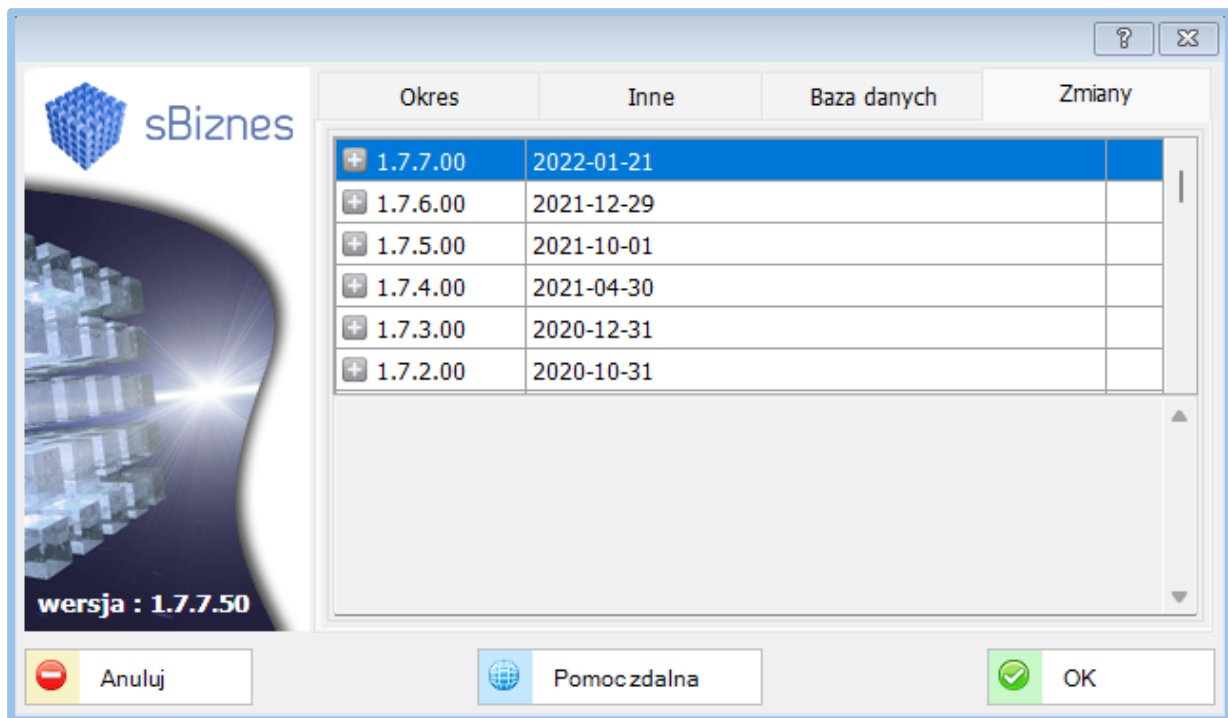 sBiznes
Okres Inne Baza danych Zmiany
1.7.7.00 2022-01-21
1.7.6.00 2021-12-29
1.7.5.00 2021-10-01
1.7.4.00 2021-04-30
1.7.3.00 2020-12-31
1.7.2.00 2020-10-31
wersja : 1.7.7.50
Anuluj Pomoc zdalna OK